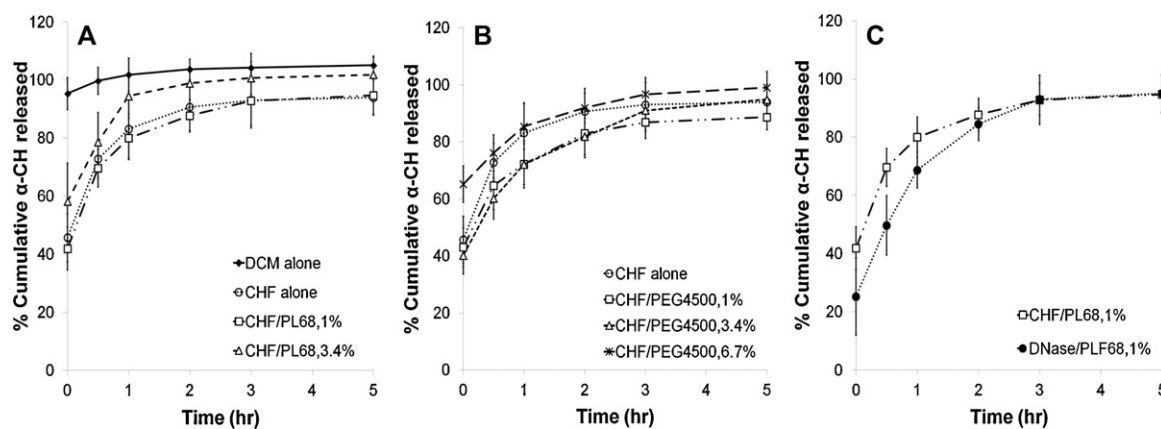 A
% Cumulative α-CH released
120
100
80
60
40
20
0
0
1
2
3
4
5
Time (hr)
DCM alone
CHF alone
CHF/PL68,1%
CHF/PL68,3.4%
B
% Cumulative α-CH released
120
100
80
60
40
20
0
0
1
2
3
4
5
Time (hr)
CHF alone
CHF/PEG4500,1%
CHF/PEG4500,3.4%
CHF/PEG4500,6.7%
C
% Cumulative α-CH released
120
100
80
60
40
20
0
0
1
2
3
4
5
Time (hr)
CHF/PL68,1%
DNase/PLF68,1%